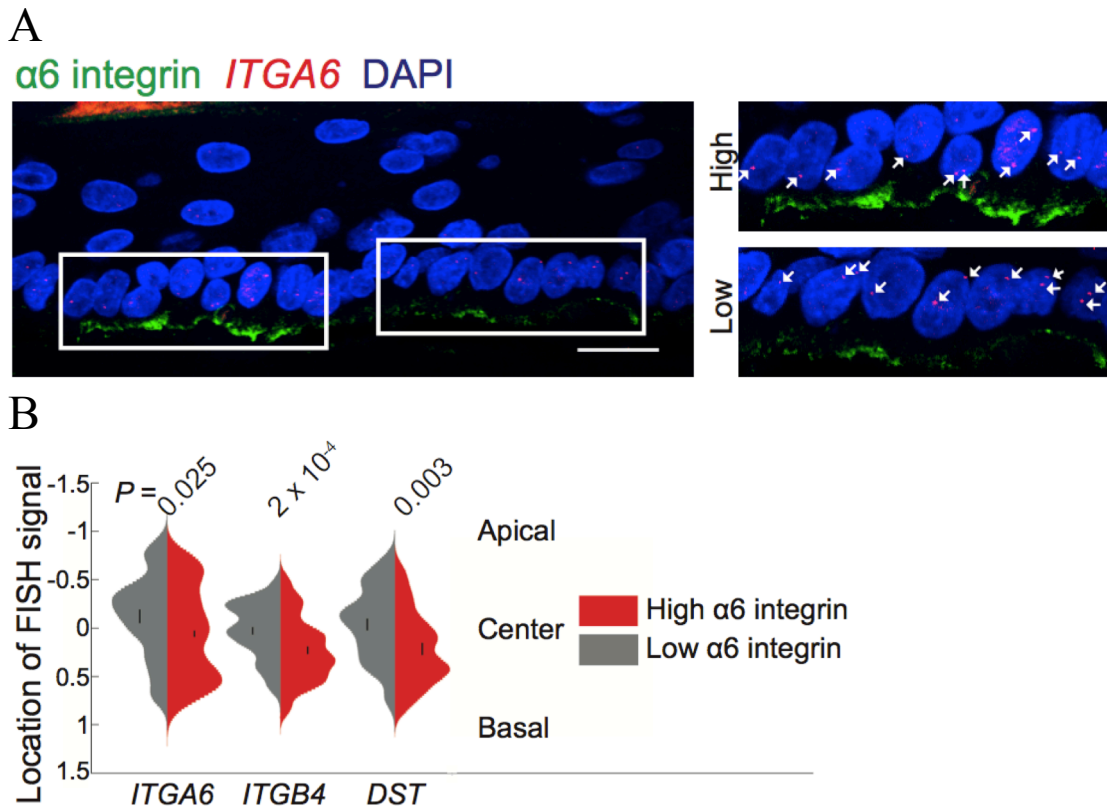 A
α6 integrin ITGA6 DAPI
High
Low
B
Location of FISH signal
-1.5
-1
-0.5
0
0.5
1
1.5
P = 0.025
2 x 10⁻⁴
0.003
Apical
Center
Basal
High α6 integrin
Low α6 integrin
ITGA6 ITGB4 DST